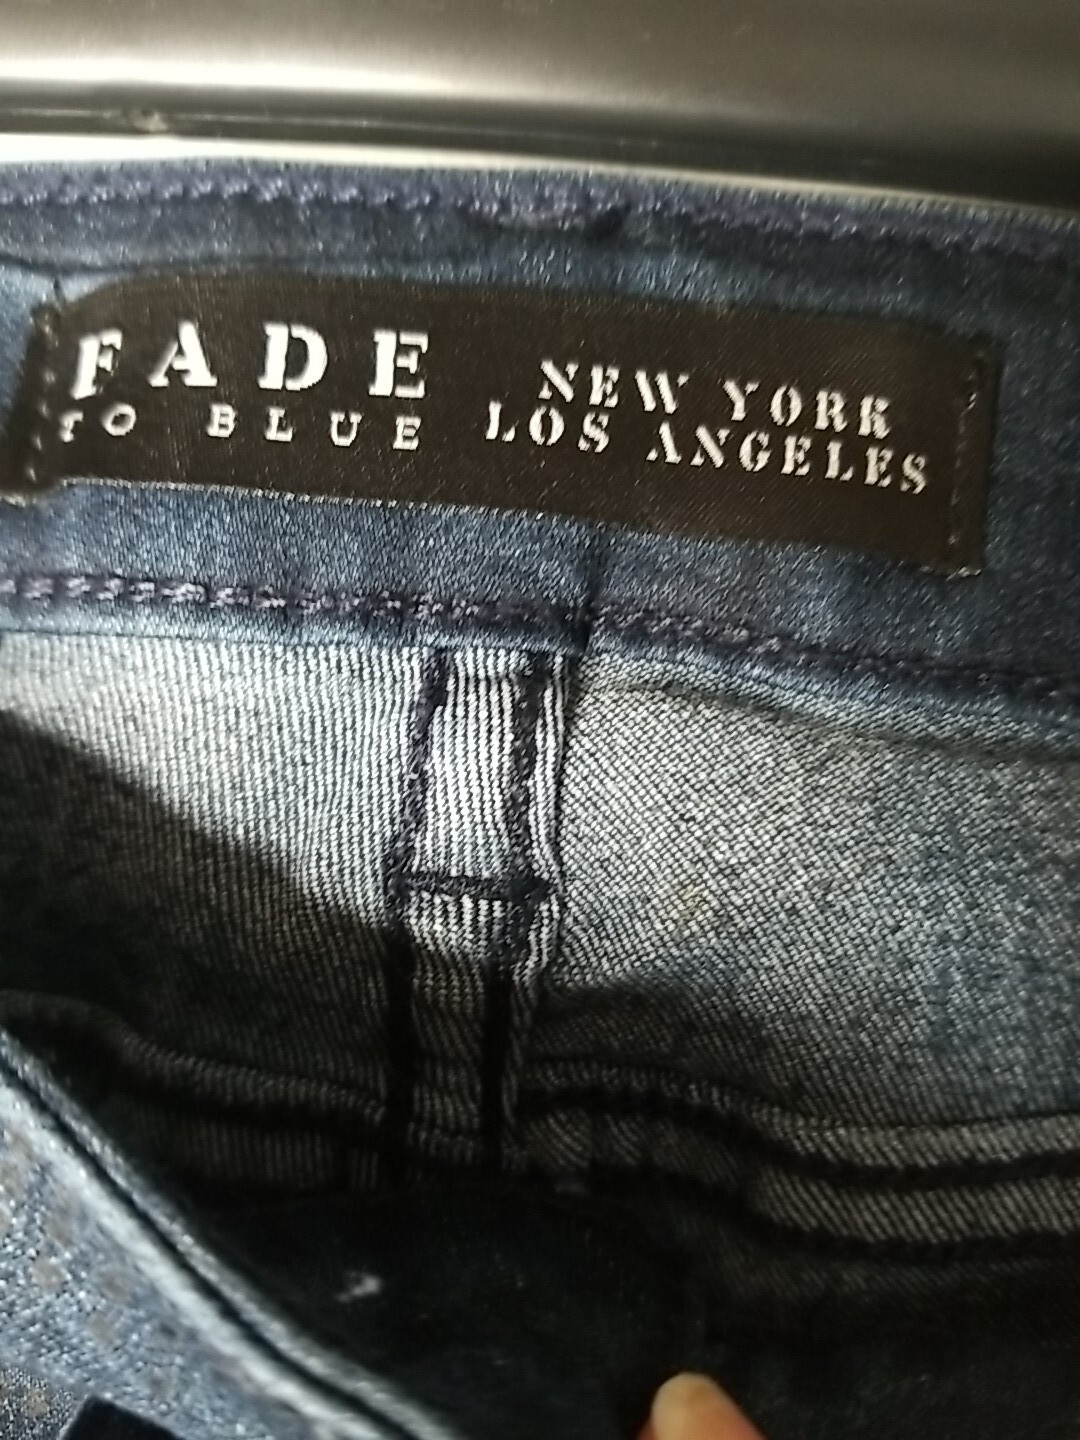 FADE
TO BLUE
NEW YORK
LOS ANGELES